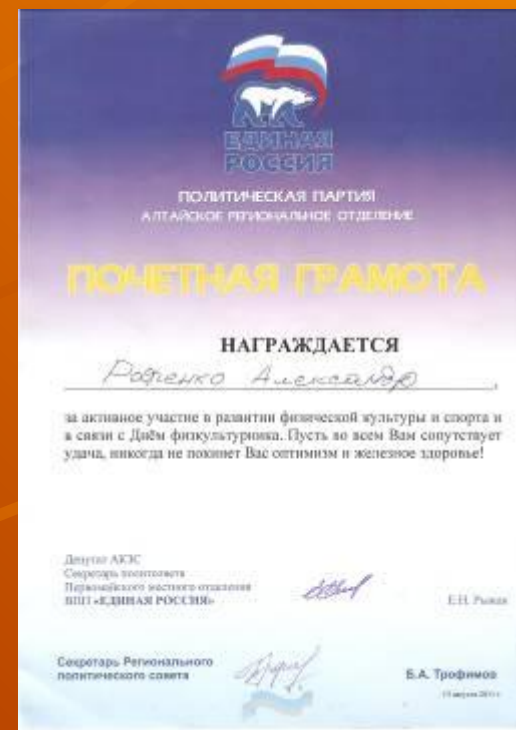 ЕДИНАЯ
РОССИЯ
ПОЛИТИЧЕСКАЯ ПАРТИЯ
АЛТАЙСКОЕ РЕГИОНАЛЬНОЕ ОТДЕЛЕНИЕ
ПОЧЕТНАЯ ГРАМОТА
НАГРАЖДАЕТСЯ
Александр
за активное участие в развитии физической культуры и спорта и
в связи с Днём физкультурника. Пусть во всем Вам сопутствует
удача, никогда не покинет Вас оптимизм и железное здоровье!
Депутат АКЗС
Секретарь политсовета
Первомайского местного отделения
ВПП «ЕДИНАЯ РОССИЯ»
Е.Н.
Секретарь Регионального
политического совета
Б.А. Трофимов